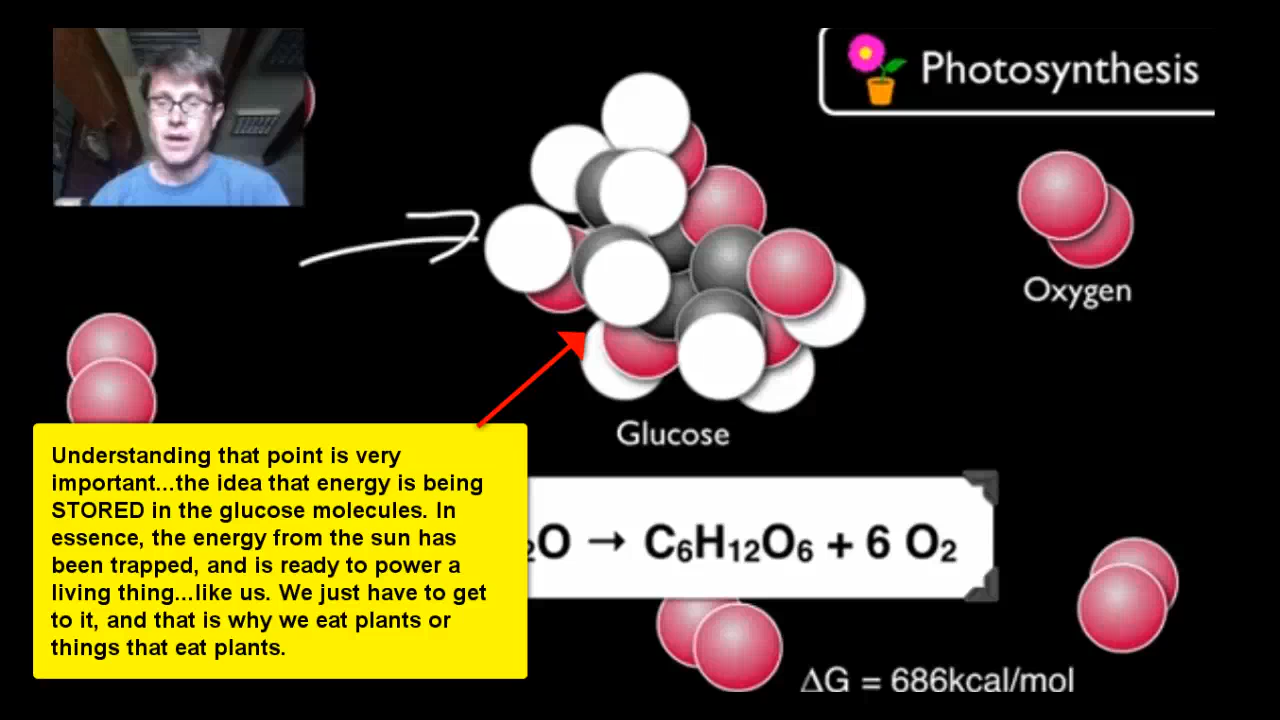 Photosynthesis
Oxygen
Glucose
Understanding that point is very
important...the idea that energy is being
STORED in the glucose molecules. In
essence, the energy from the sun has
been trapped, and is ready to power a
living thing...like us. We just have to get
to it, and that is why we eat plants or
things that eat plants.
₂O → C₆H₁₂O₆ + 6 O₂
ΔG = 686kcal/mol